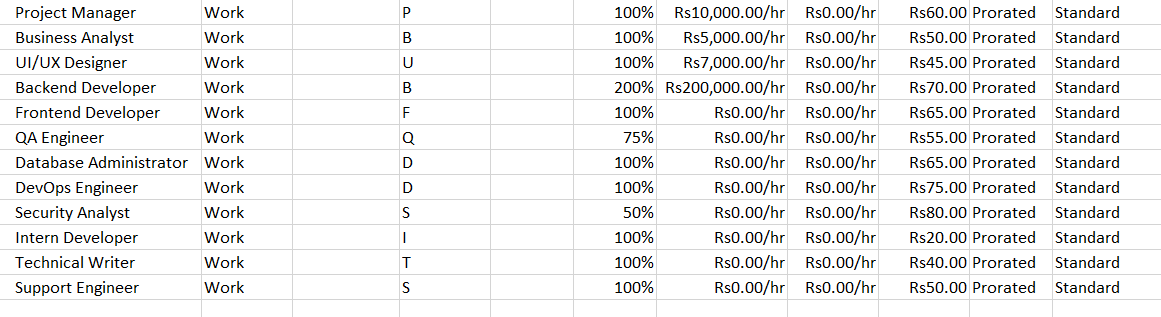 Project Manager Work P 100% Rs10,000.00/hr Rs0.00/hr Rs60.00 Prorated Standard
Business Analyst Work B 100% Rs5,000.00/hr Rs0.00/hr Rs50.00 Prorated Standard
UI/UX Designer Work U 100% Rs7,000.00/hr Rs0.00/hr Rs45.00 Prorated Standard
Backend Developer Work B 200% Rs200,000.00/hr Rs0.00/hr Rs70.00 Prorated Standard
Frontend Developer Work F 100% Rs0.00/hr Rs0.00/hr Rs65.00 Prorated Standard
QA Engineer Work Q 75% Rs0.00/hr Rs0.00/hr Rs55.00 Prorated Standard
Database Administrator Work D 100% Rs0.00/hr Rs0.00/hr Rs65.00 Prorated Standard
DevOps Engineer Work D 100% Rs0.00/hr Rs0.00/hr Rs75.00 Prorated Standard
Security Analyst Work S 50% Rs0.00/hr Rs0.00/hr Rs80.00 Prorated Standard
Intern Developer Work I 100% Rs0.00/hr Rs0.00/hr Rs20.00 Prorated Standard
Technical Writer Work T 100% Rs0.00/hr Rs0.00/hr Rs40.00 Prorated Standard
Support Engineer Work S 100% Rs0.00/hr Rs0.00/hr Rs50.00 Prorated Standard